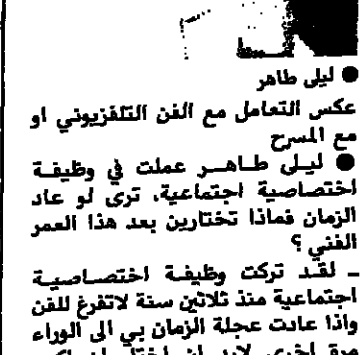 ● ليلى طاهر
عكس التعامل مع الفن التلفزيوني او
مع المسرح
● ليلى طاهر عملت في وظيفة
اختصاصية اجتماعية، ترى لو عاد
الزمان فماذا تختارين بعد هذا العمر
الفني؟
ـ لقد تركت وظيفة اختصاصية
اجتماعية منذ ثلاثين سنة لاتفرغ للفن
واذا عادت عجلة الزمان بي الى الوراء
مرة اخرى